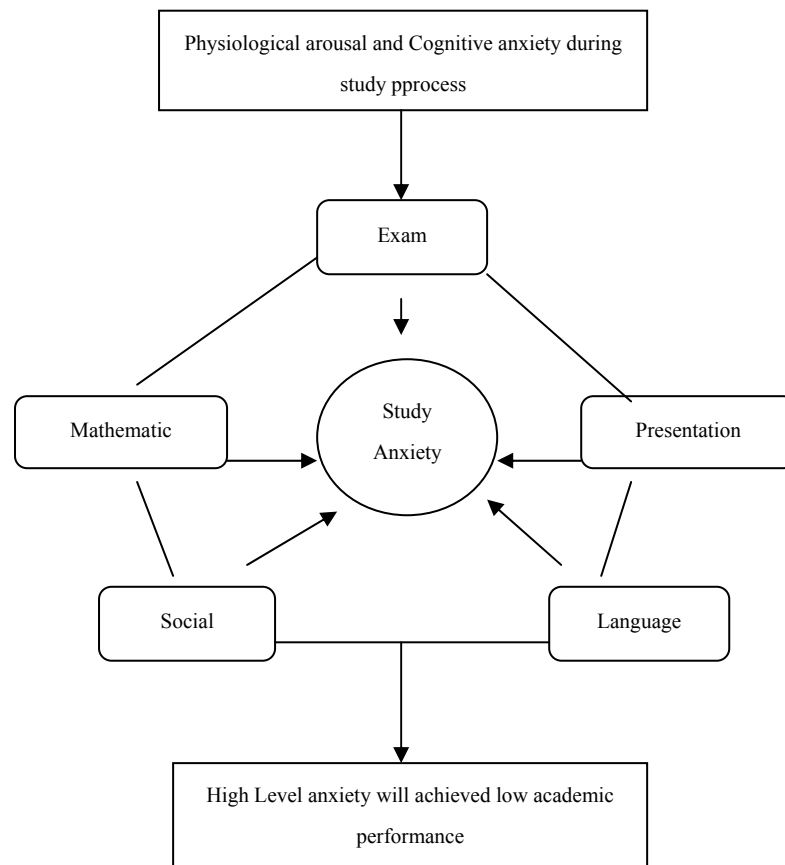 Physiological arousal and Cognitive anxiety during
study pprocess
Exam
Mathematic
Study
Anxiety
Presentation
Social
Language
High Level anxiety will achieved low academic
performance